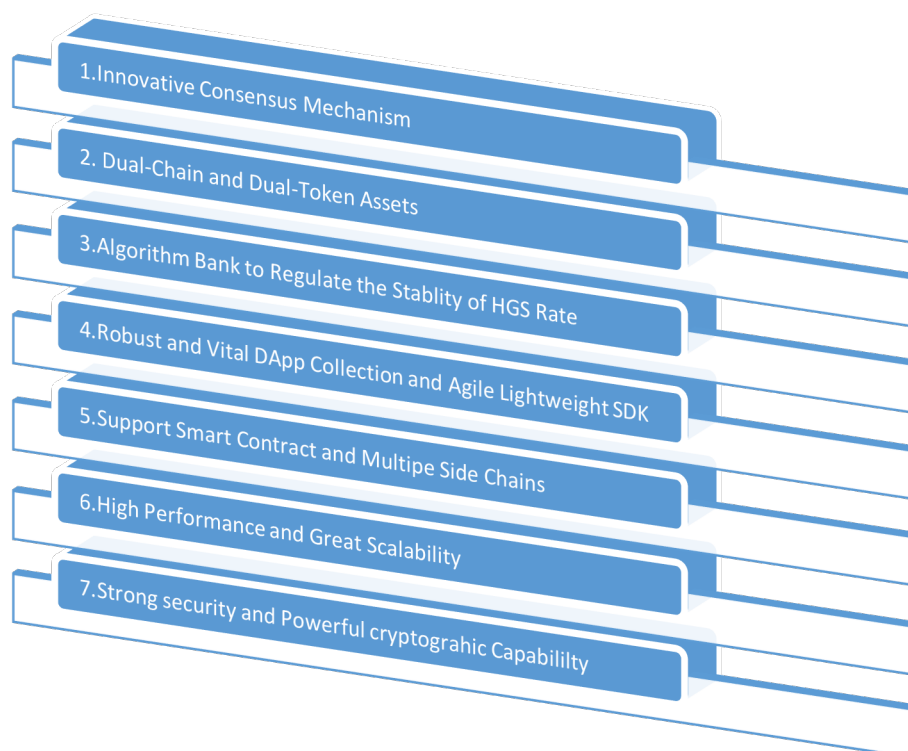 1.Innovative Consensus Mechanism
2. Dual-Chain and Dual-Token Assets
3.Algorithm Bank to Regulate the Stablity of HGS Rate
4.Robust and Vital DApp Collection and Agile Lightweight SDK
5.Support Smart Contract and Multipe Side Chains
6.High Performance and Great Scalability
7.Strong security and Powerful cryptograhic Capabililty